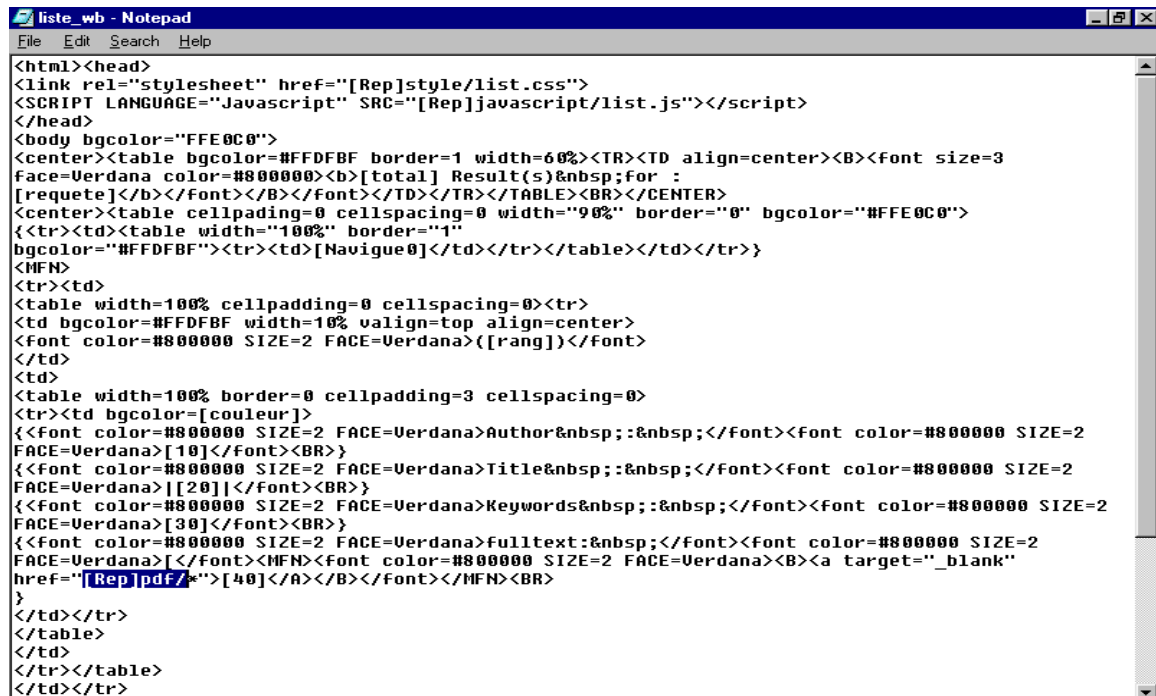 liste_wb - Notepad
File Edit Search Help
<html><head>
<link rel="stylesheet" href="[Rep]style/list.css">
<SCRIPT LANGUAGE="Javascript" SRC="[Rep]javascript/list.js"></script>
</head>
<body bgcolor="FFE0C0">
<center><table bgcolor=#FFDFBF border=1 width=60%><TR><TD align=center><B><font size=3
face=Verdana color=#800000><b>[total] Result(s)&nbsp;for :
[requete]</b></font></B></font></TD></TR></TABLE><BR></CENTER>
<center><table cellpading=0 cellspacing=0 width="90%" border="0" bgcolor="#FFE0C0">
{<tr><td><table width="100%" border="1"
bgcolor="#FFDFBF"><tr><td>[Navigue0]</td></tr></table></td></tr>}
<MFN>
<tr><td>
<table width=100% cellpadding=0 cellspacing=0><tr>
<td bgcolor=#FFDFBF width=10% valign=top align=center>
<font color=#800000 SIZE=2 FACE=Verdana>([rang])</font>
</td>
<td>
<table width=100% border=0 cellpadding=3 cellspacing=0>
<tr><td bgcolor=[couleur]>
{<font color=#800000 SIZE=2 FACE=Verdana>Author&nbsp;:&nbsp;</font><font color=#800000 SIZE=2
FACE=Verdana>[10]</font><BR>}
{<font color=#800000 SIZE=2 FACE=Verdana>Title&nbsp;:&nbsp;</font><font color=#800000 SIZE=2
FACE=Verdana>|[20]|</font><BR>}
{<font color=#800000 SIZE=2 FACE=Verdana>Keywords&nbsp;:&nbsp;</font><font color=#800000 SIZE=2
FACE=Verdana>[30]</font><BR>}
{<font color=#800000 SIZE=2 FACE=Verdana>fulltext:&nbsp;</font><font color=#800000 SIZE=2
FACE=Verdana>[</font><MFN><font color=#800000 SIZE=2 FACE=Verdana><B><a target="_blank"
href="[Rep]pdf/*">[40]</A></B></font></MFN><BR>
}
</td></tr>
</table>
</td>
</tr></table>
</td></tr>